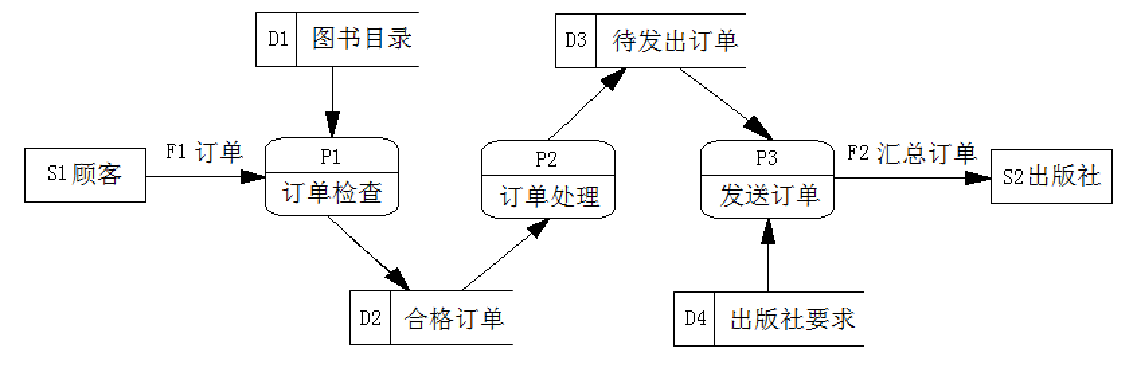 D1 图书目录
D3 待发出订单
S1顾客
F1 订单
P1
订单检查
P2
订单处理
P3
发送订单
F2 汇总订单
S2出版社
D2 合格订单
D4 出版社要求